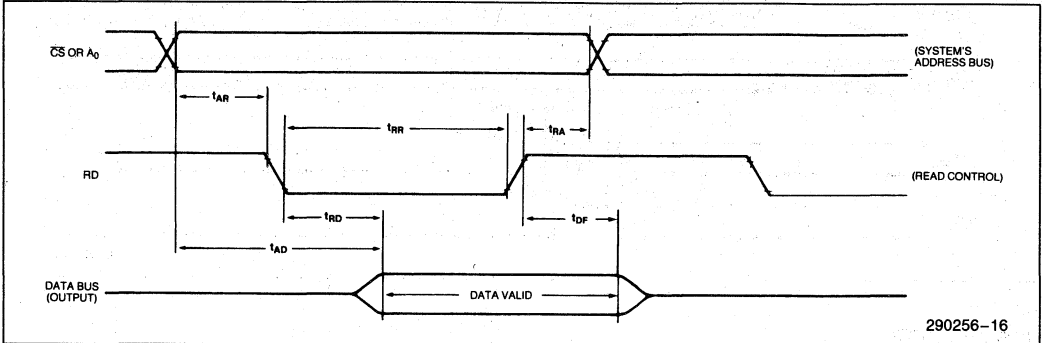 C̅S̅ OR A₀
(SYSTEM'S
ADDRESS BUS)
tAR
tRR
tRA
RD
(READ CONTROL)
tRD
tDF
tAD
DATA BUS
(OUTPUT)
DATA VALID
290256–16